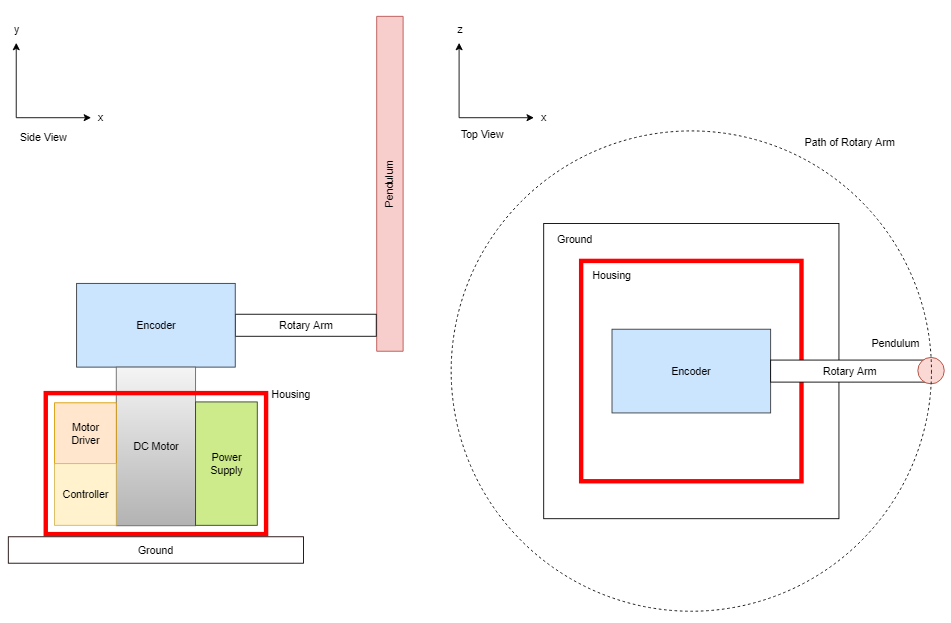 y
x
Side View
Pendulum
Encoder
Rotary Arm
Housing
Motor
Driver
DC Motor
Power
Supply
Controller
Ground
z
x
Top View
Path of Rotary Arm
Ground
Housing
Pendulum
Encoder
Rotary Arm